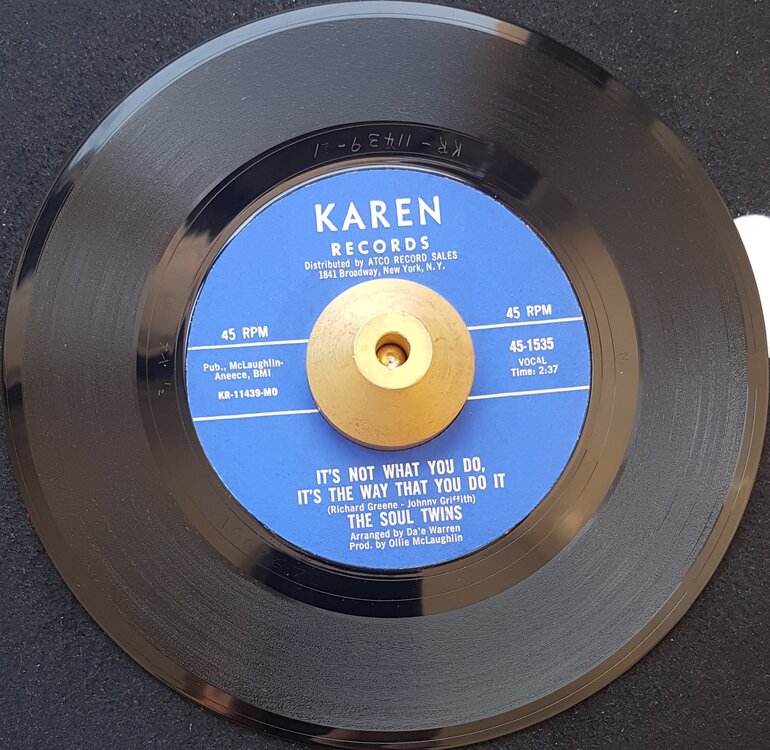 KR-11439-21
KAREN
RECORDS
Distributed by ATCO RECORD SALES
1841 Broadway, New York, N.Y.
45 RPM
45 RPM
Pub., McLaughlin-
Aneece, BMI
KR-11439-MO
45-1535
VOCAL
Time: 2:37
IT'S NOT WHAT YOU DO,
IT'S THE WAY THAT YOU DO IT
(Richard Greene - Johnny Griffith)
THE SOUL TWINS
Arranged by Da'e Warren
Prod. by Ollie McLaughlin